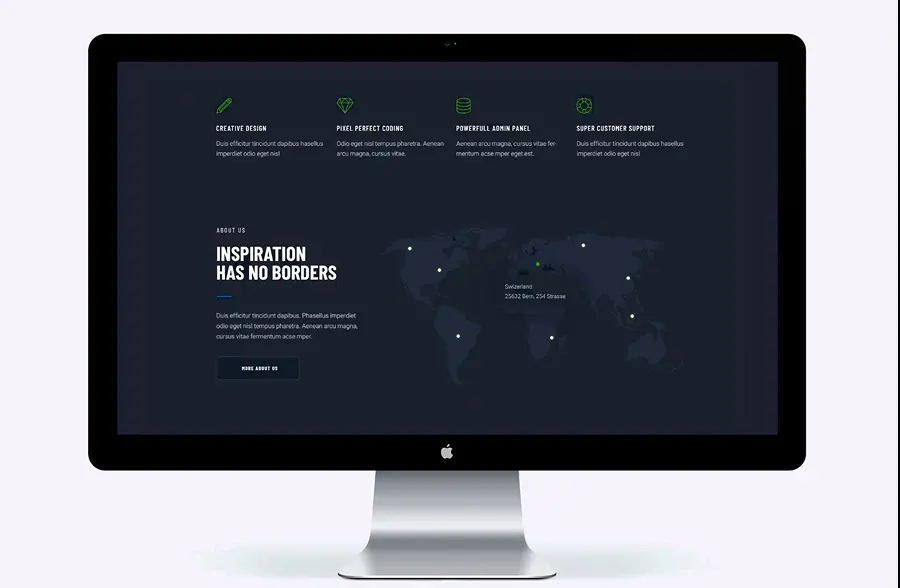 CREATIVE DESIGN
Duis efficitur tincidunt dapibus hasellus
imperdiet odio eget nisl
PIXEL PERFECT CODING
Odio eget nisl tempus pharetra. Aenean
arcu magna, cursus vitae.
POWERFULL ADMIN PANEL
Aenean arcu magna, cursus vitae fer-
mentum acse mper eget est.
SUPER CUSTOMER SUPPORT
Duis efficitur tincidunt dapibus hasellus
imperdiet odio eget nisl
ABOUT US
INSPIRATION
HAS NO BORDERS
Duis efficitur tincidunt dapibus. Phasellus imperdiet
odio eget nisl tempus pharetra. Aenean arcu magna,
cursus vitae fermentum acse mper.
MORE ABOUT US
Swizerland
25632 Bern, 254 Strasse